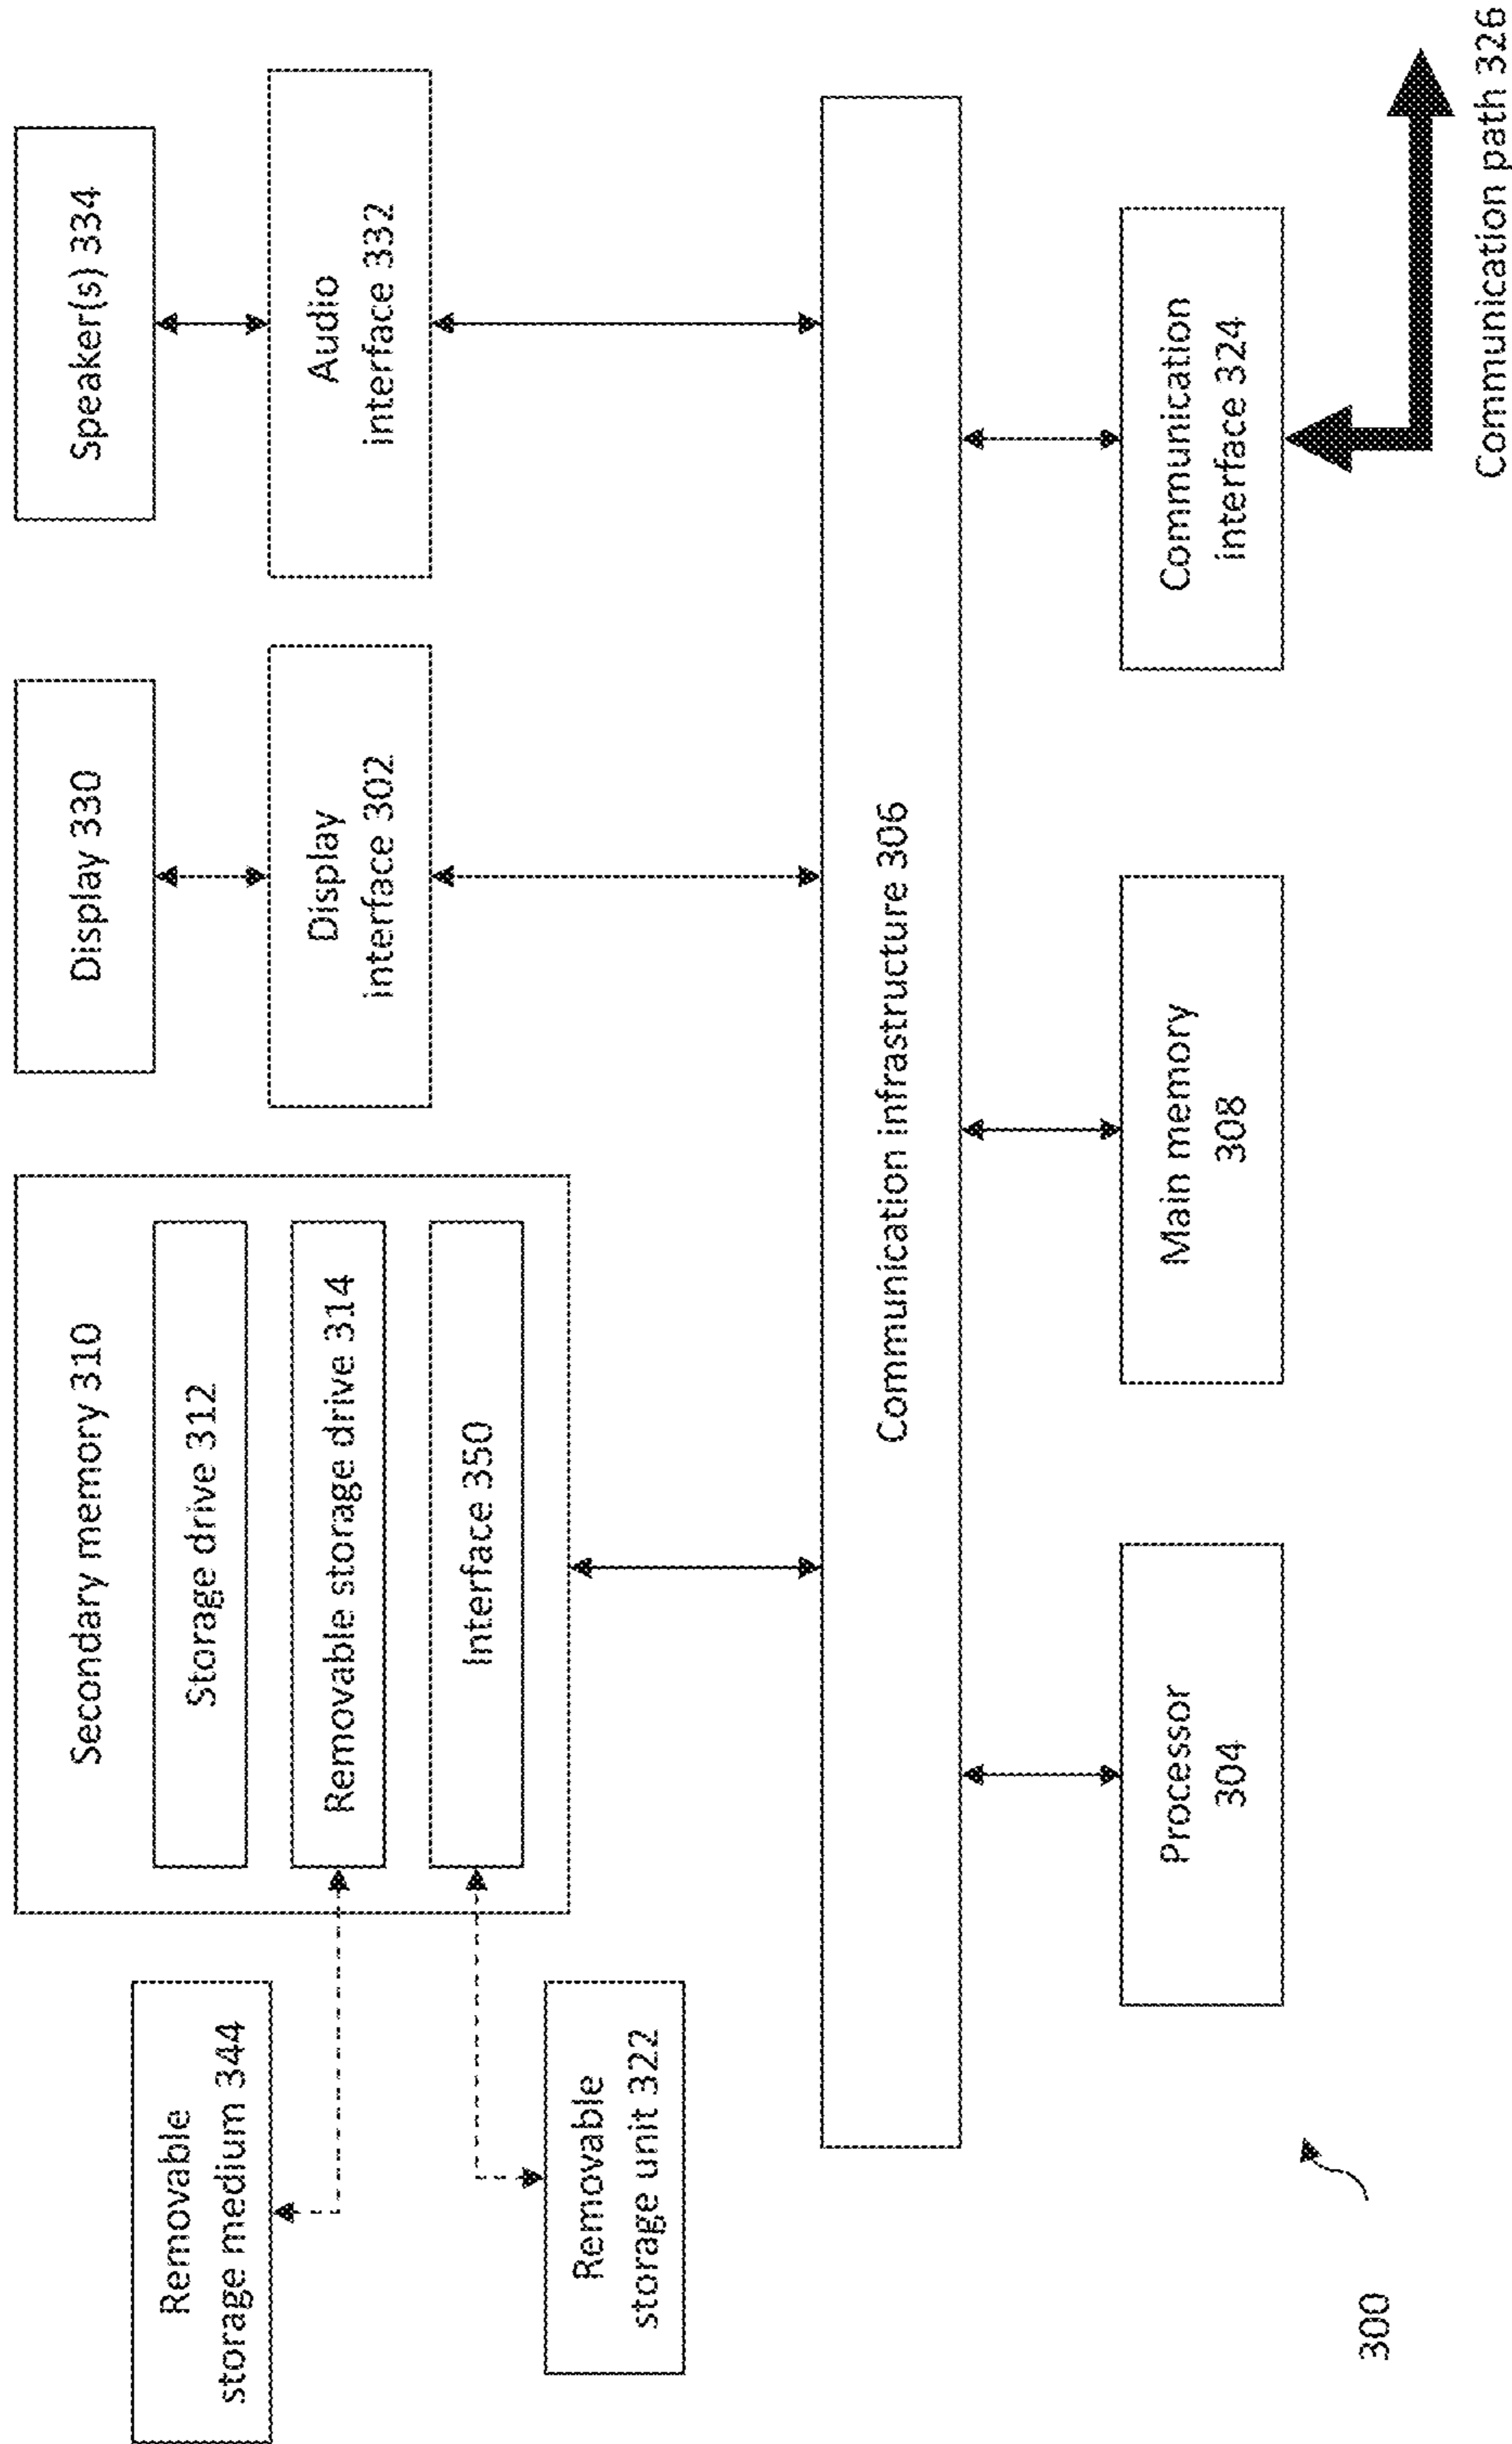 Removable
storage medium 344
Removable
storage unit 322
Secondary memory 310
Storage drive 312
Removable storage drive 314
Interface 350
Display 330
Display
interface 302
Speaker(s) 334
Audio
interface 332
Communication infrastructure 306
Processor
304
Main memory
308
Communication
interface 324
Communication path 326
300